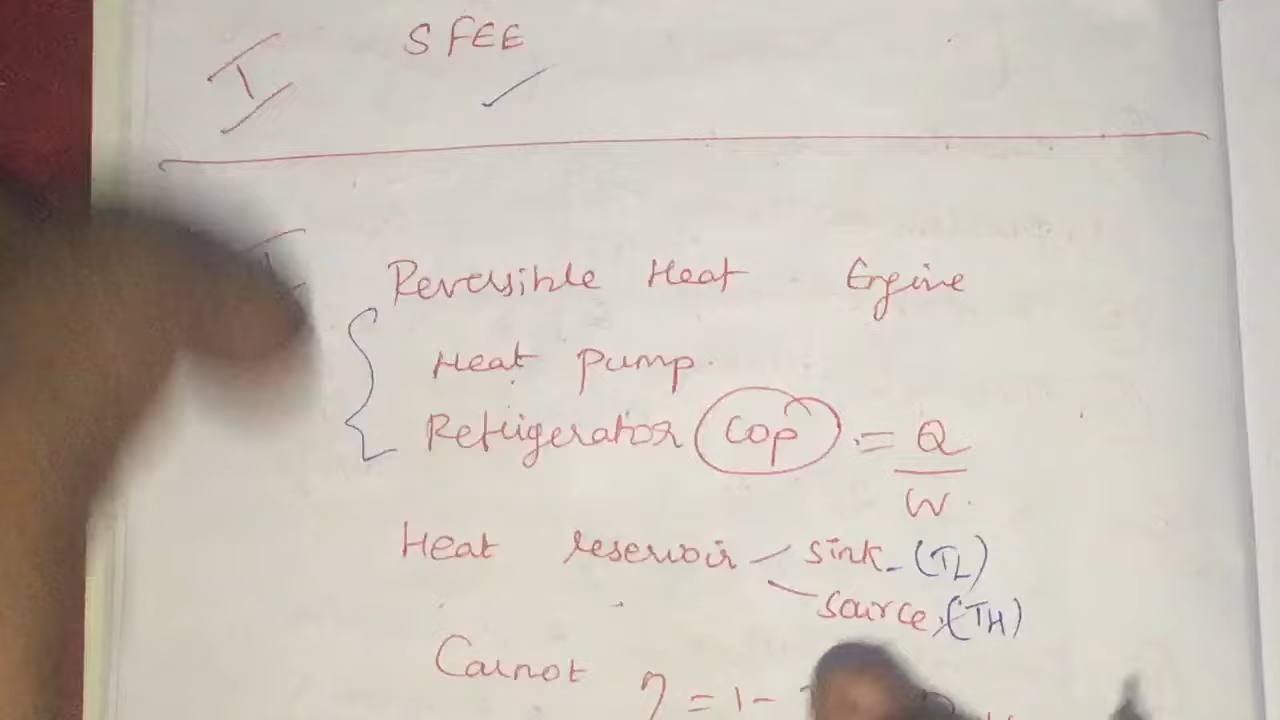 I SFEE
Reversible Heat Engine
Heat pump.
Refrigerator Cop = Q
W.
Heat reservoir - sink - (TL)
source, (TH)
Carnot η = 1-